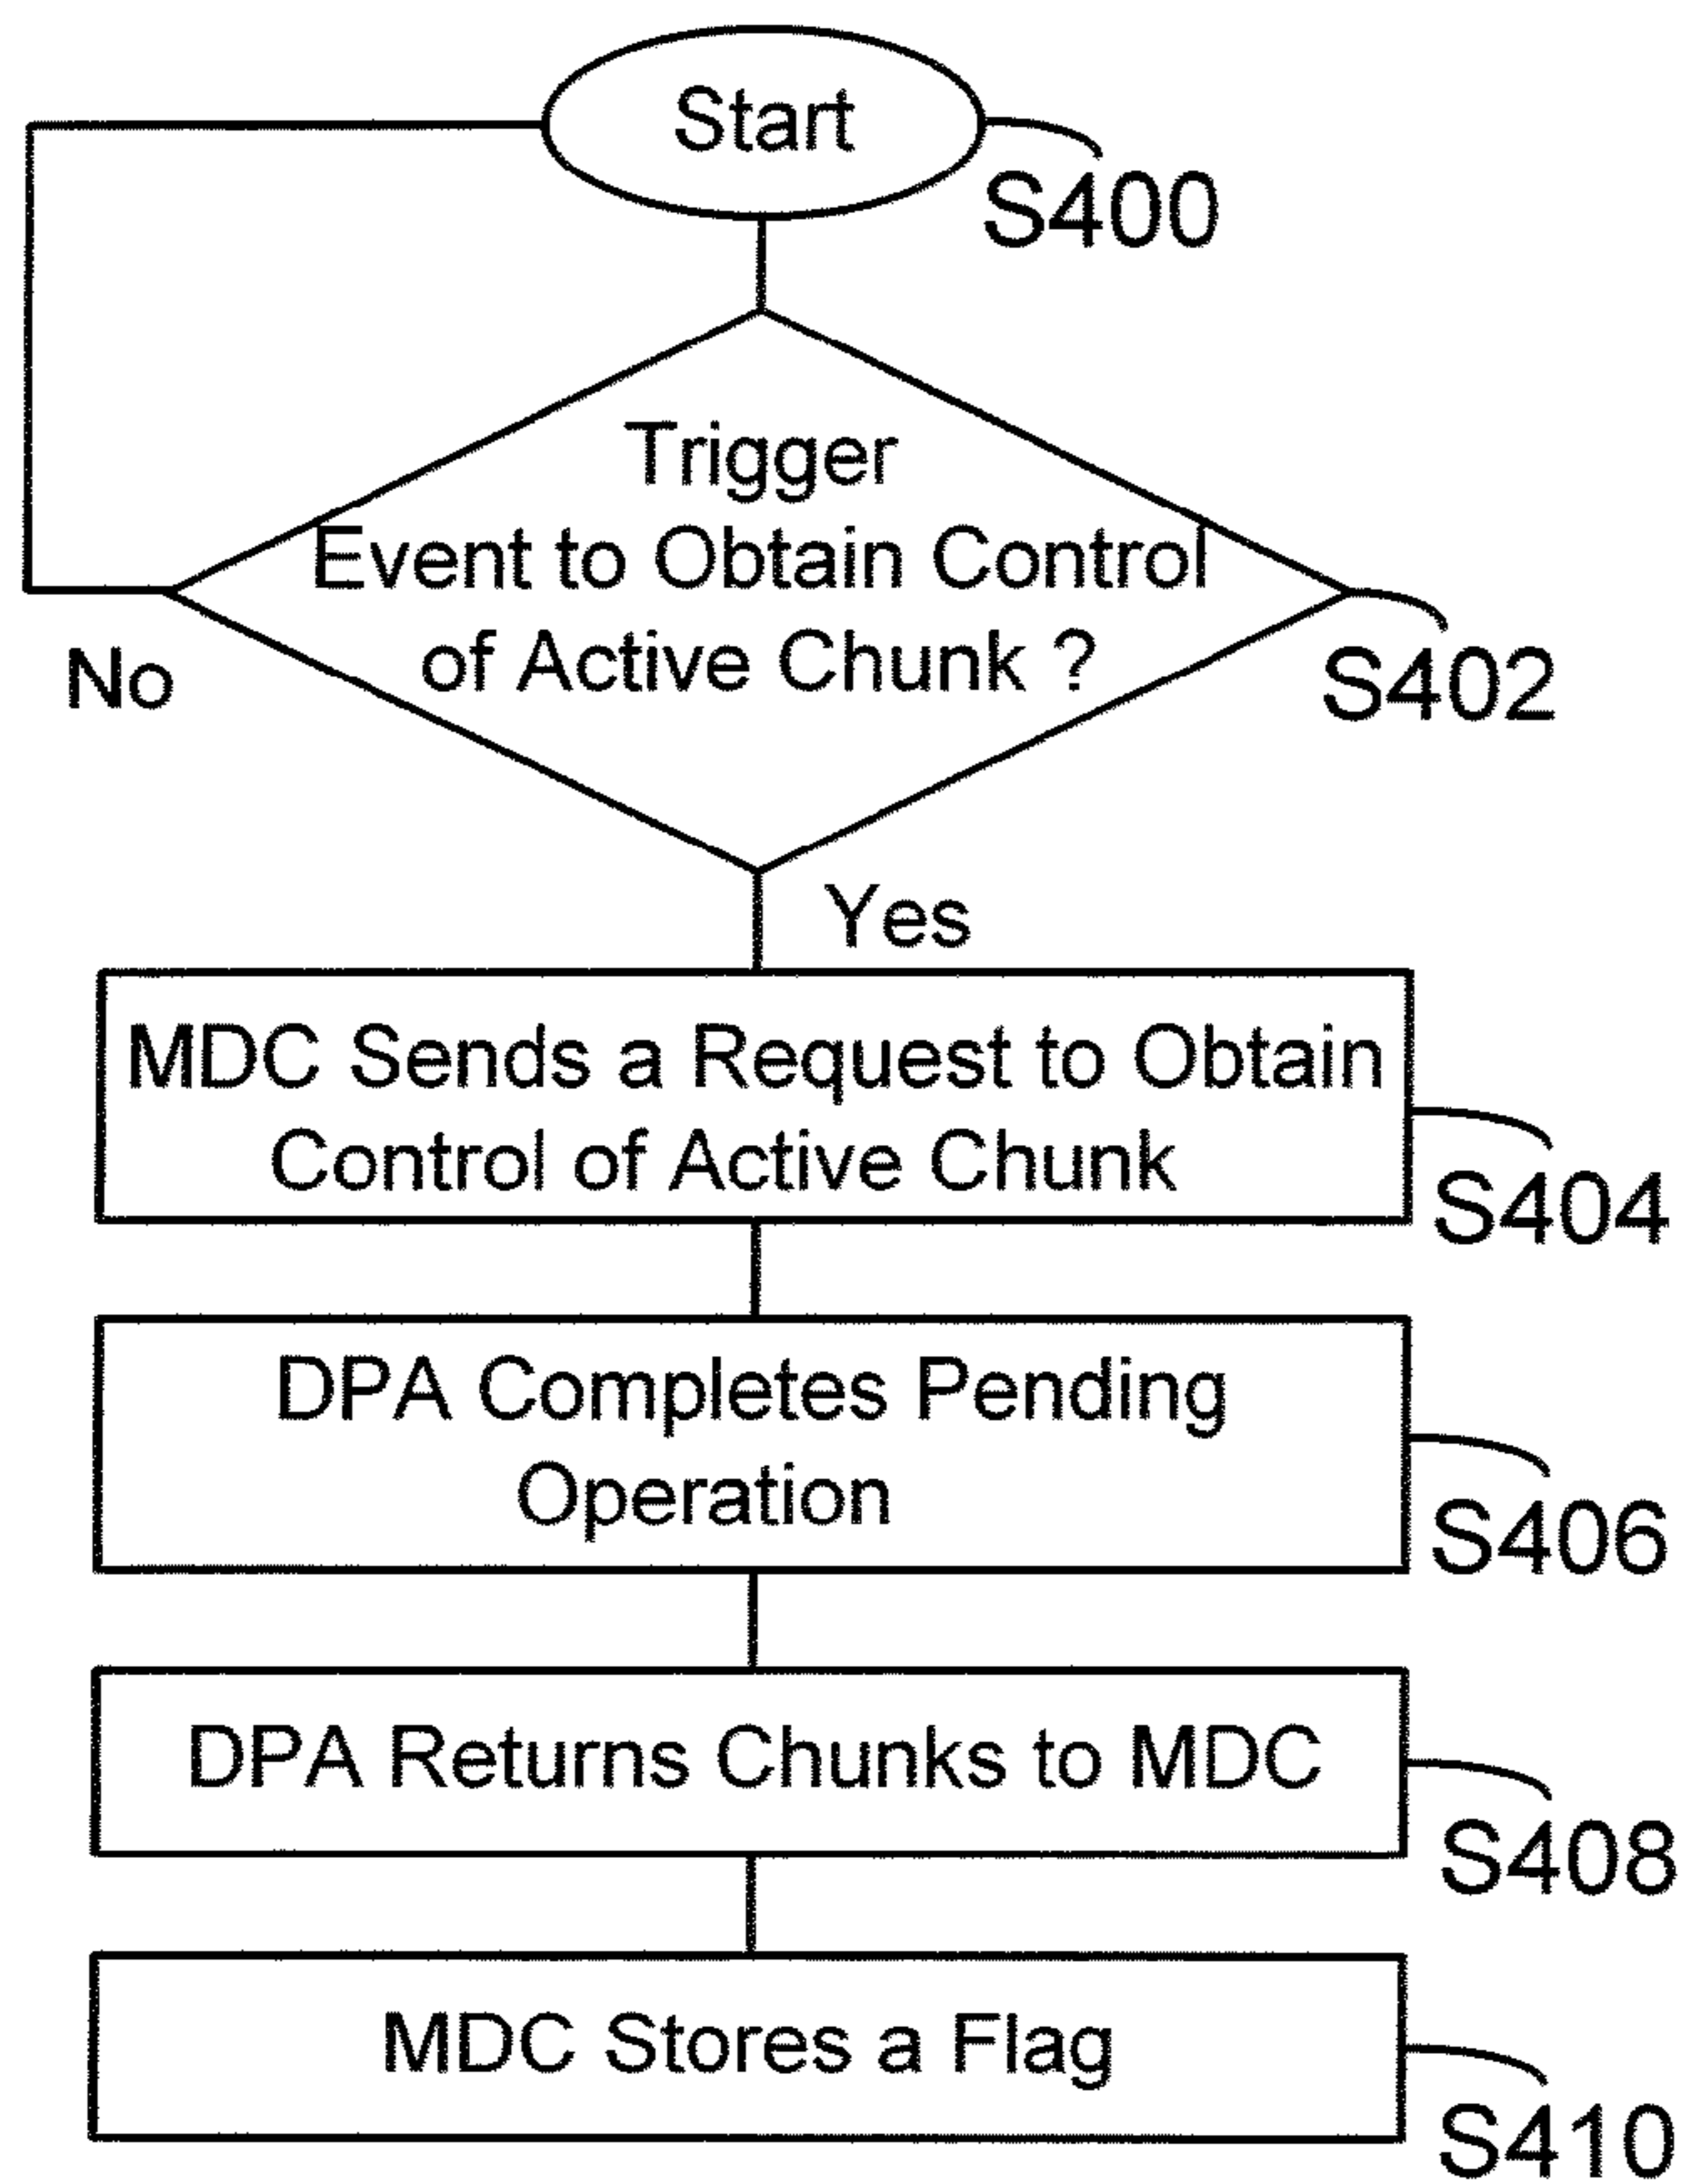 Start
S400
Trigger
Event to Obtain Control
of Active Chunk ?
No
S402
Yes
MDC Sends a Request to Obtain
Control of Active Chunk
S404
DPA Completes Pending
Operation
S406
DPA Returns Chunks to MDC
S408
MDC Stores a Flag
S410